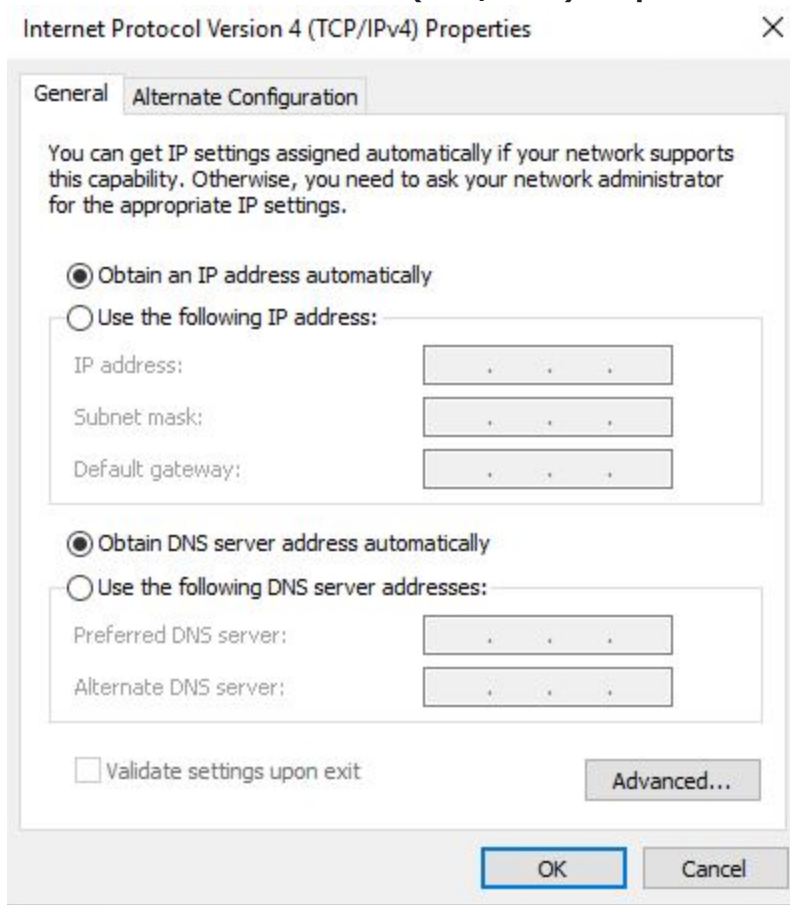 Internet Protocol Version 4 (TCP/IPv4) Properties
General
Alternate Configuration
You can get IP settings assigned automatically if your network supports
this capability. Otherwise, you need to ask your network administrator
for the appropriate IP settings.
Obtain an IP address automatically
Use the following IP address:
IP address:
Subnet mask:
Default gateway:
Obtain DNS server address automatically
Use the following DNS server addresses:
Preferred DNS server:
Alternate DNS server:
Validate settings upon exit
Advanced...
OK
Cancel